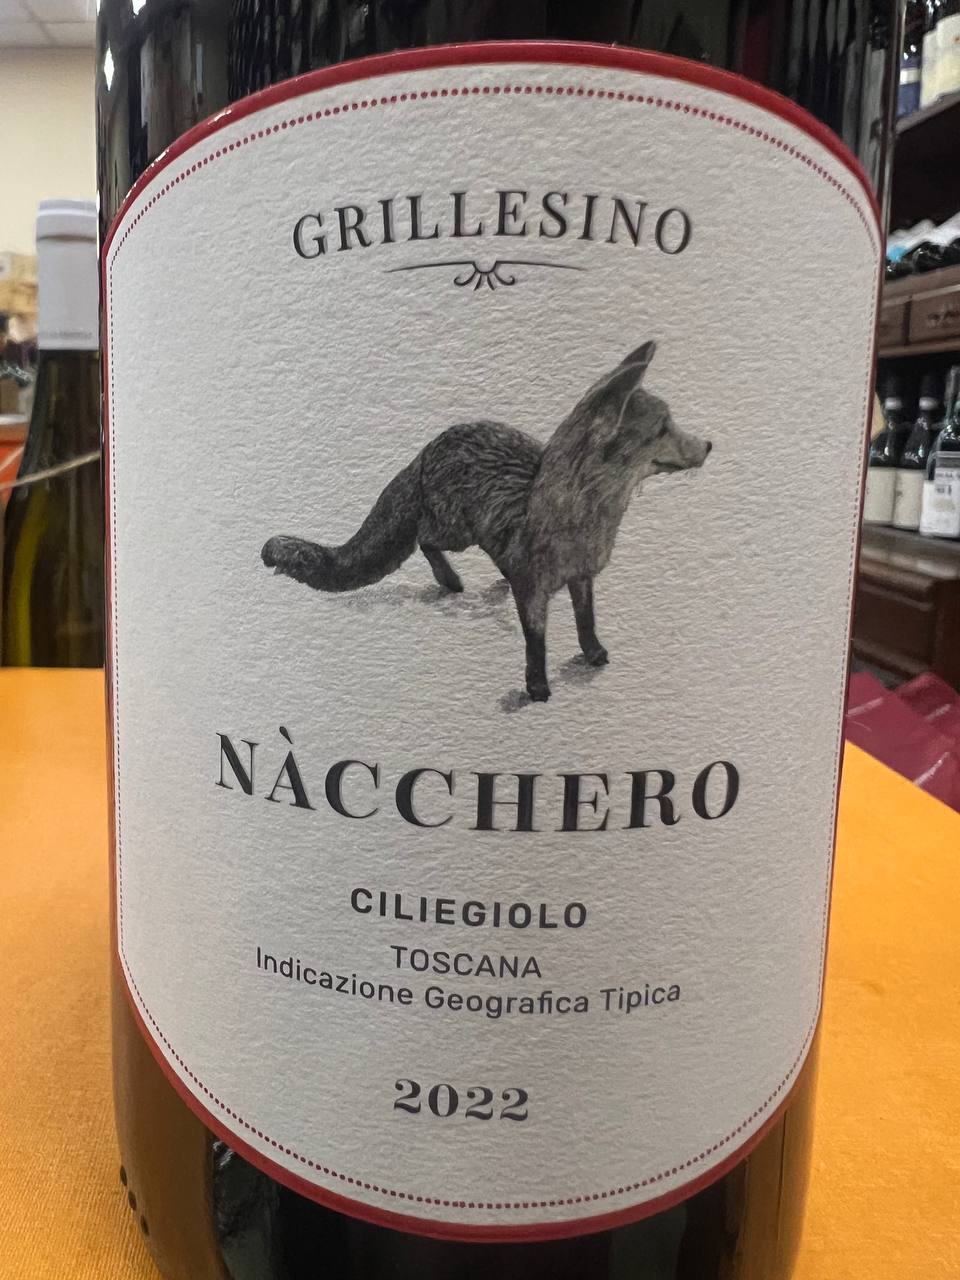 GRILLESINO
NÀCCHERO
CILIEGIOLO
TOSCANA
Indicazione Geografica Tipica
2022